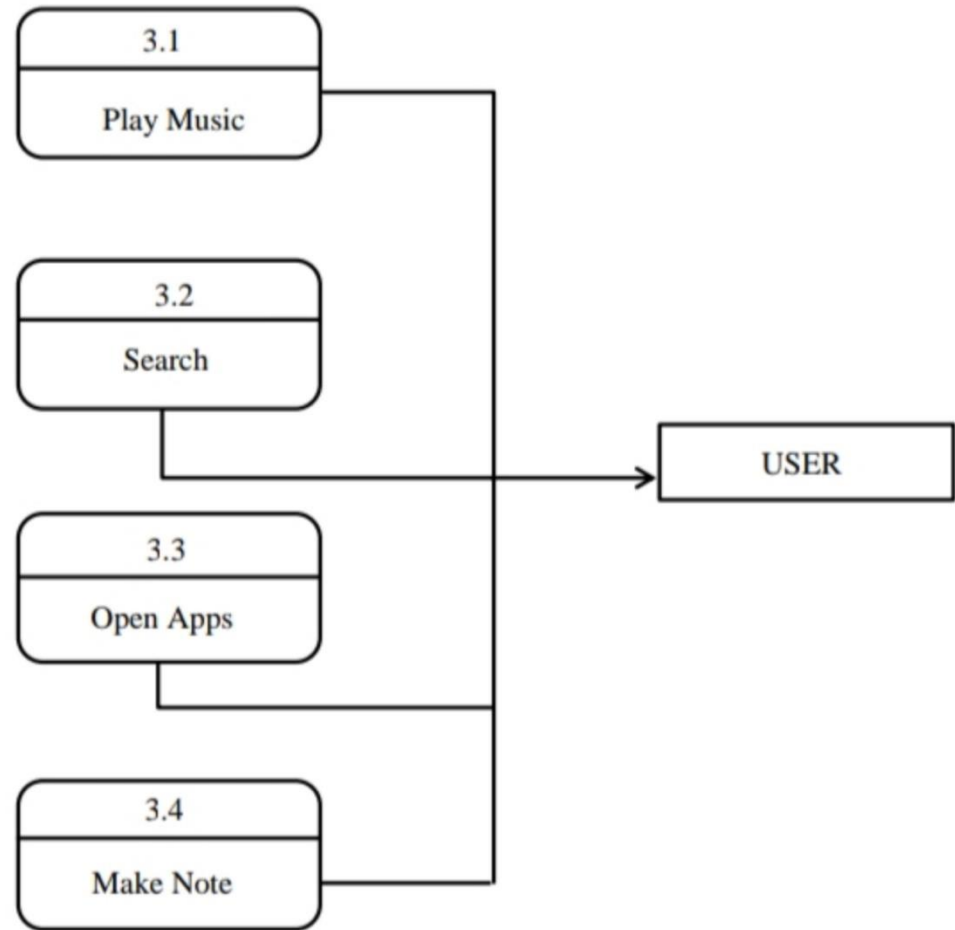 3.1
Play Music
3.2
Search
USER
3.3
Open Apps
3.4
Make Note